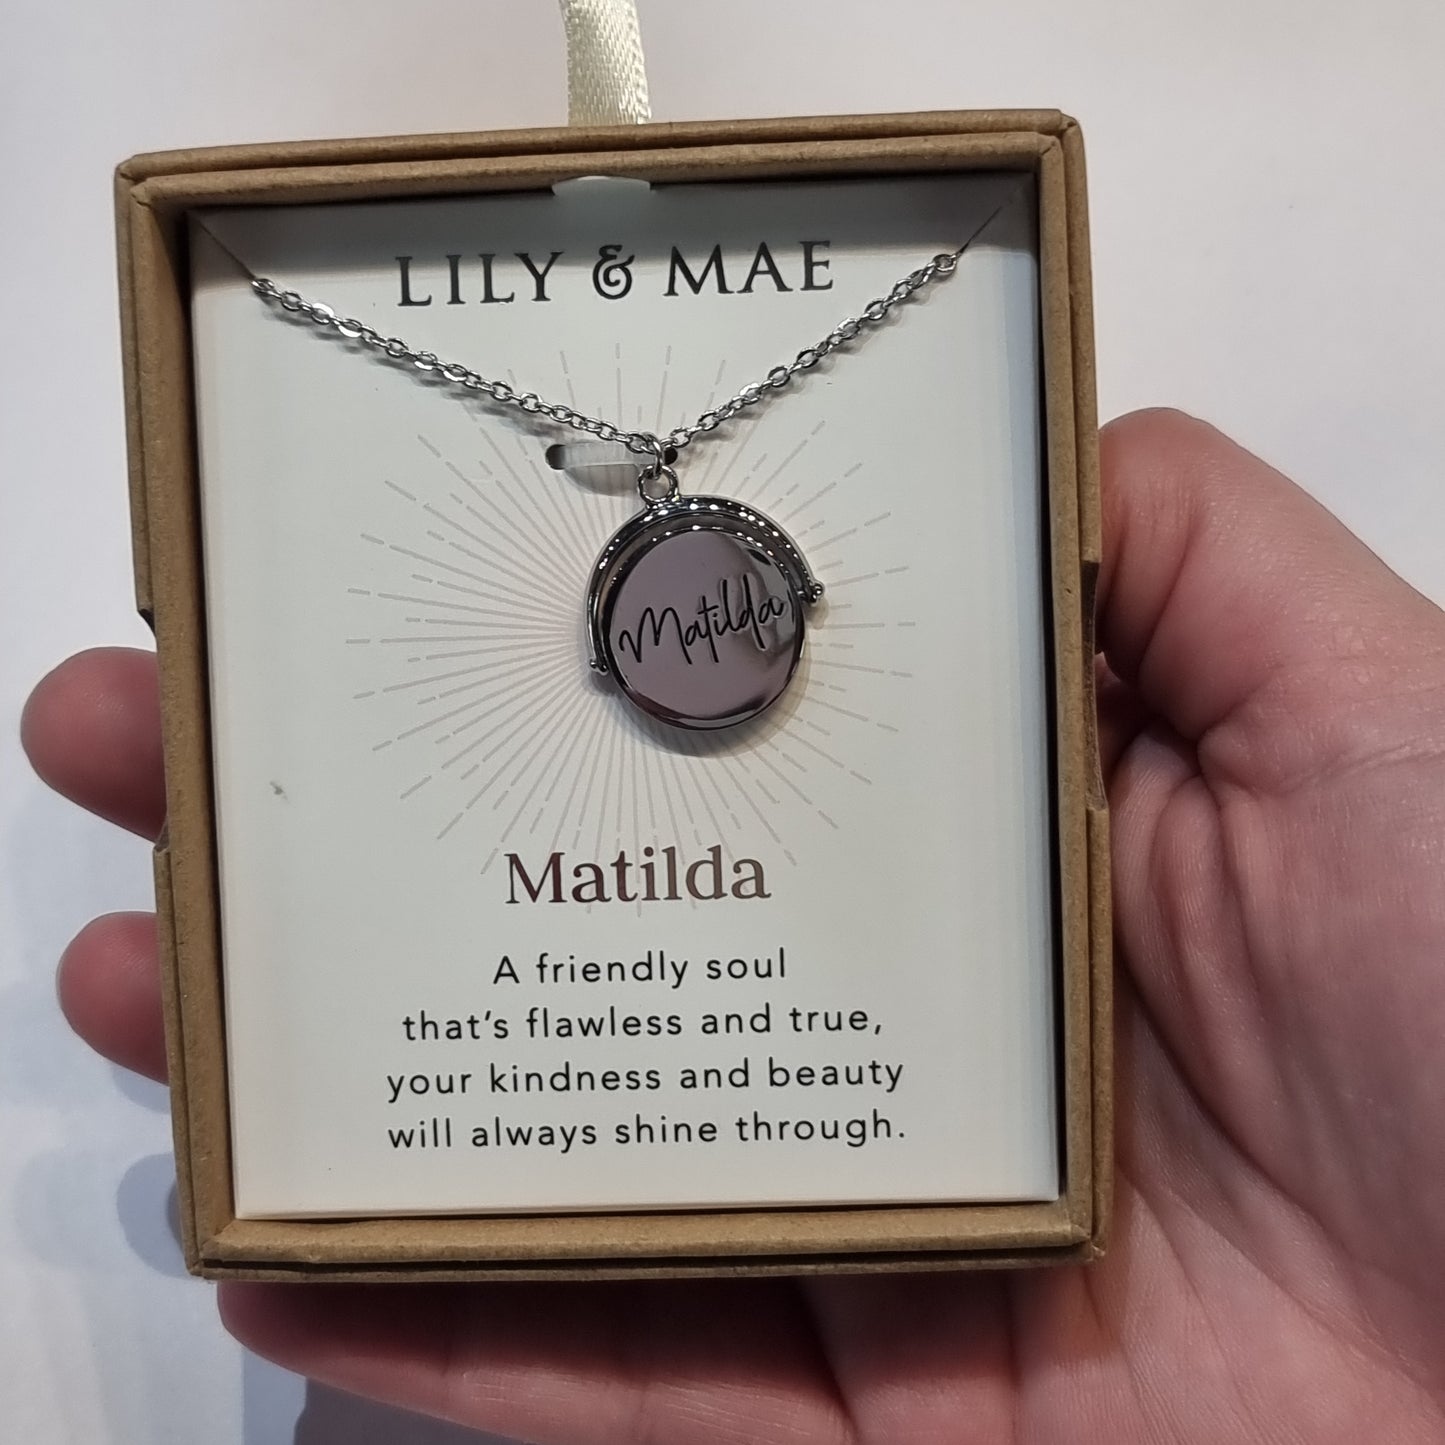 LILY & MAE
Matilda
Matilda
A friendly soul
that's flawless and true,
your kindness and beauty
will always shine through.